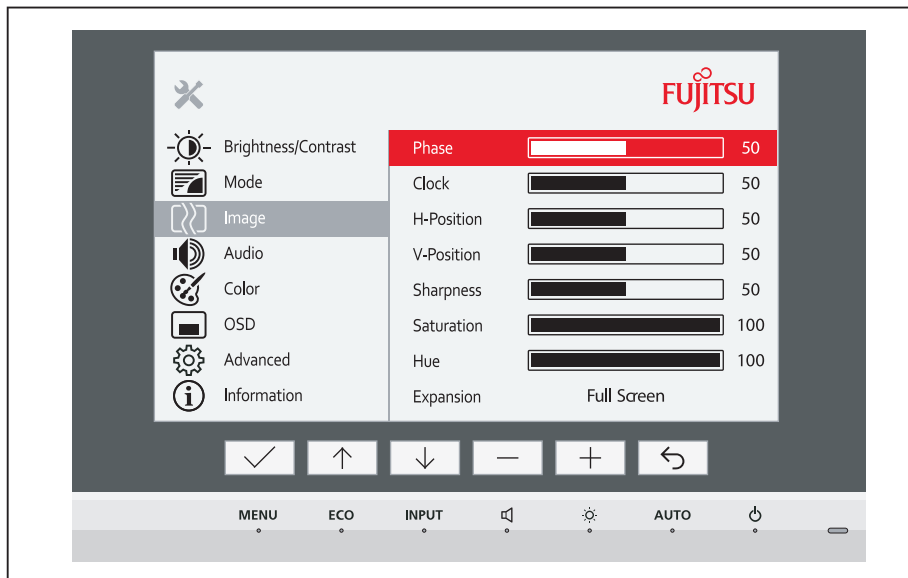 FUJITSU
Brightness/Contrast
Mode
Image
Audio
Color
OSD
Advanced
Information
Phase 50
Clock 50
H-Position 50
V-Position 50
Sharpness 50
Saturation 100
Hue 100
Expansion Full Screen
MENU ECO INPUT AUTO